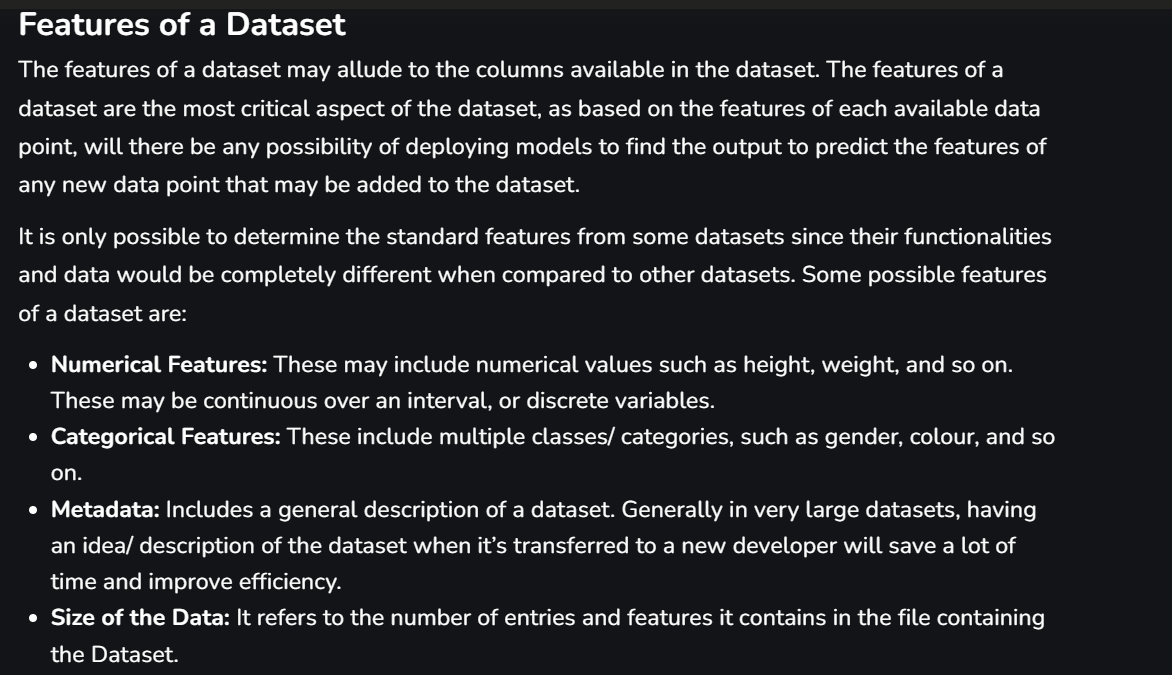 Features of a Dataset
The features of a dataset may allude to the columns available in the dataset. The features of a
dataset are the most critical aspect of the dataset, as based on the features of each available data
point, will there be any possibility of deploying models to find the output to predict the features of
any new data point that may be added to the dataset.
It is only possible to determine the standard features from some datasets since their functionalities
and data would be completely different when compared to other datasets. Some possible features
of a dataset are:
• Numerical Features: These may include numerical values such as height, weight, and so on.
These may be continuous over an interval, or discrete variables.
• Categorical Features: These include multiple classes/ categories, such as gender, colour, and so
on.
• Metadata: Includes a general description of a dataset. Generally in very large datasets, having
an idea/ description of the dataset when it’s transferred to a new developer will save a lot of
time and improve efficiency.
• Size of the Data: It refers to the number of entries and features it contains in the file containing
the Dataset.